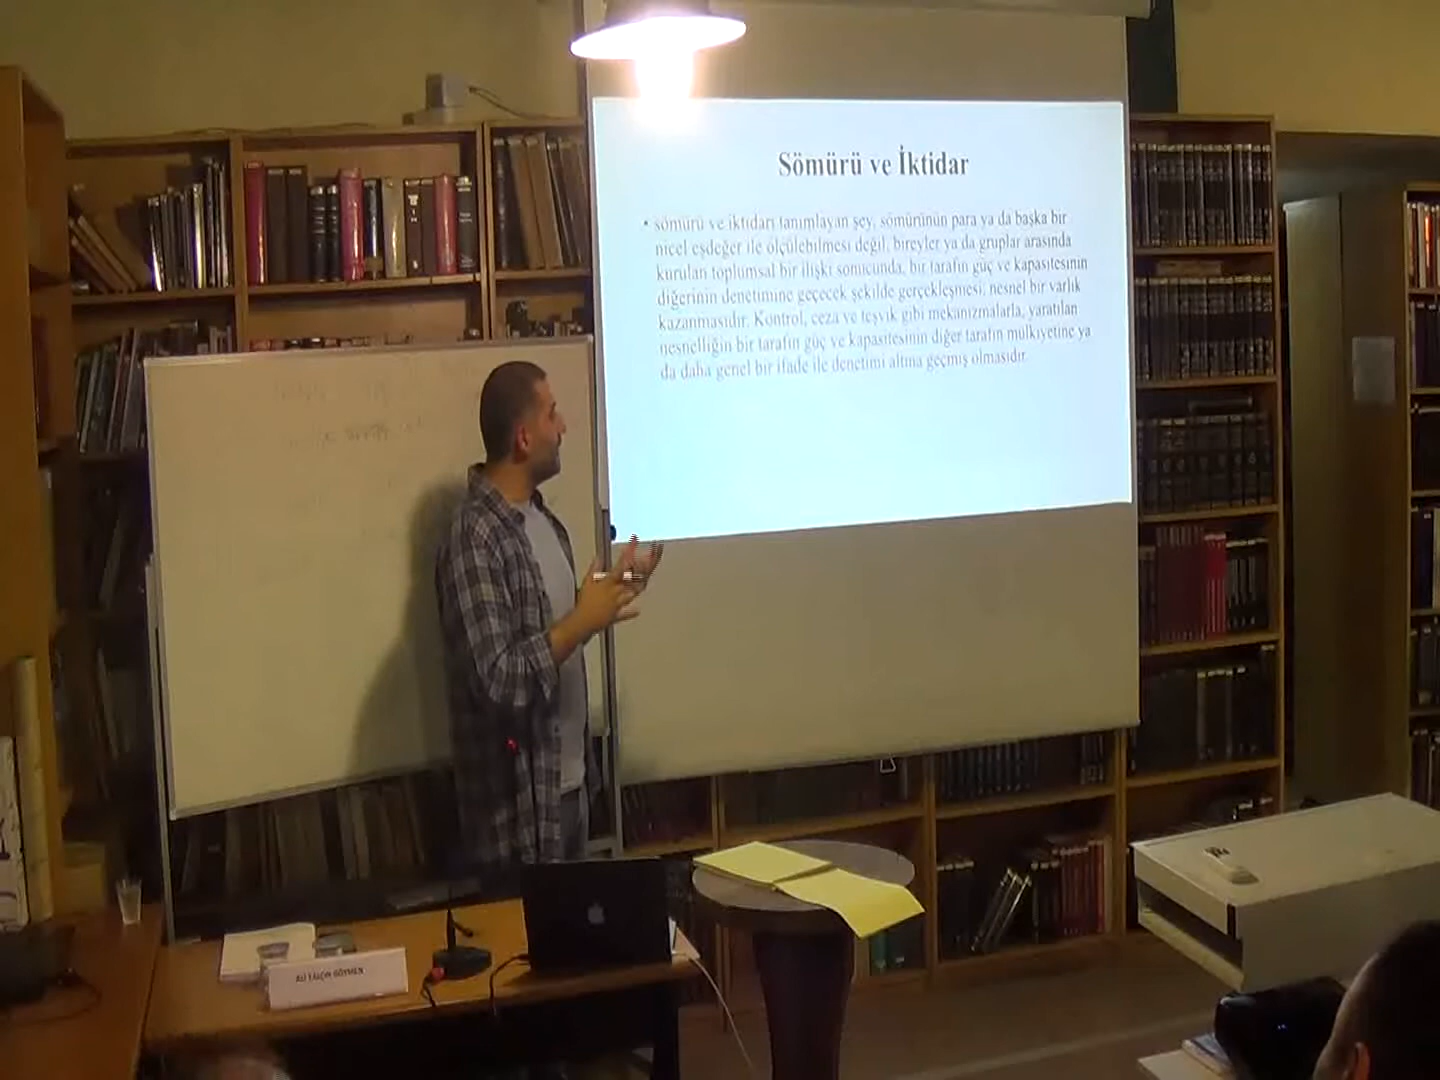 Sömürü ve İktidar
• sömürü ve iktidarı tanımlayan şey, sömürünün para ya da başka bir
nicel eşdeğer ile ölçülebilmesi değil, bireyler ya da gruplar arasında
kurulan toplumsal bir ilişki sonucunda, bir tarafın güç ve kapasitesinin
diğerinin denetimine geçecek şekilde gerçekleşmesi, nesnel bir varlık
kazanmasıdır. Kontrol, ceza ve teşvik gibi mekanizmalarla, yaratılan
nesnelliğin bir tarafın güç ve kapasitesinin diğer tarafın mülkiyetine ya
da daha genel bir ifade ile denetimi altına geçmiş olmasıdır.
ALİ YALÇIN GÖYMEN